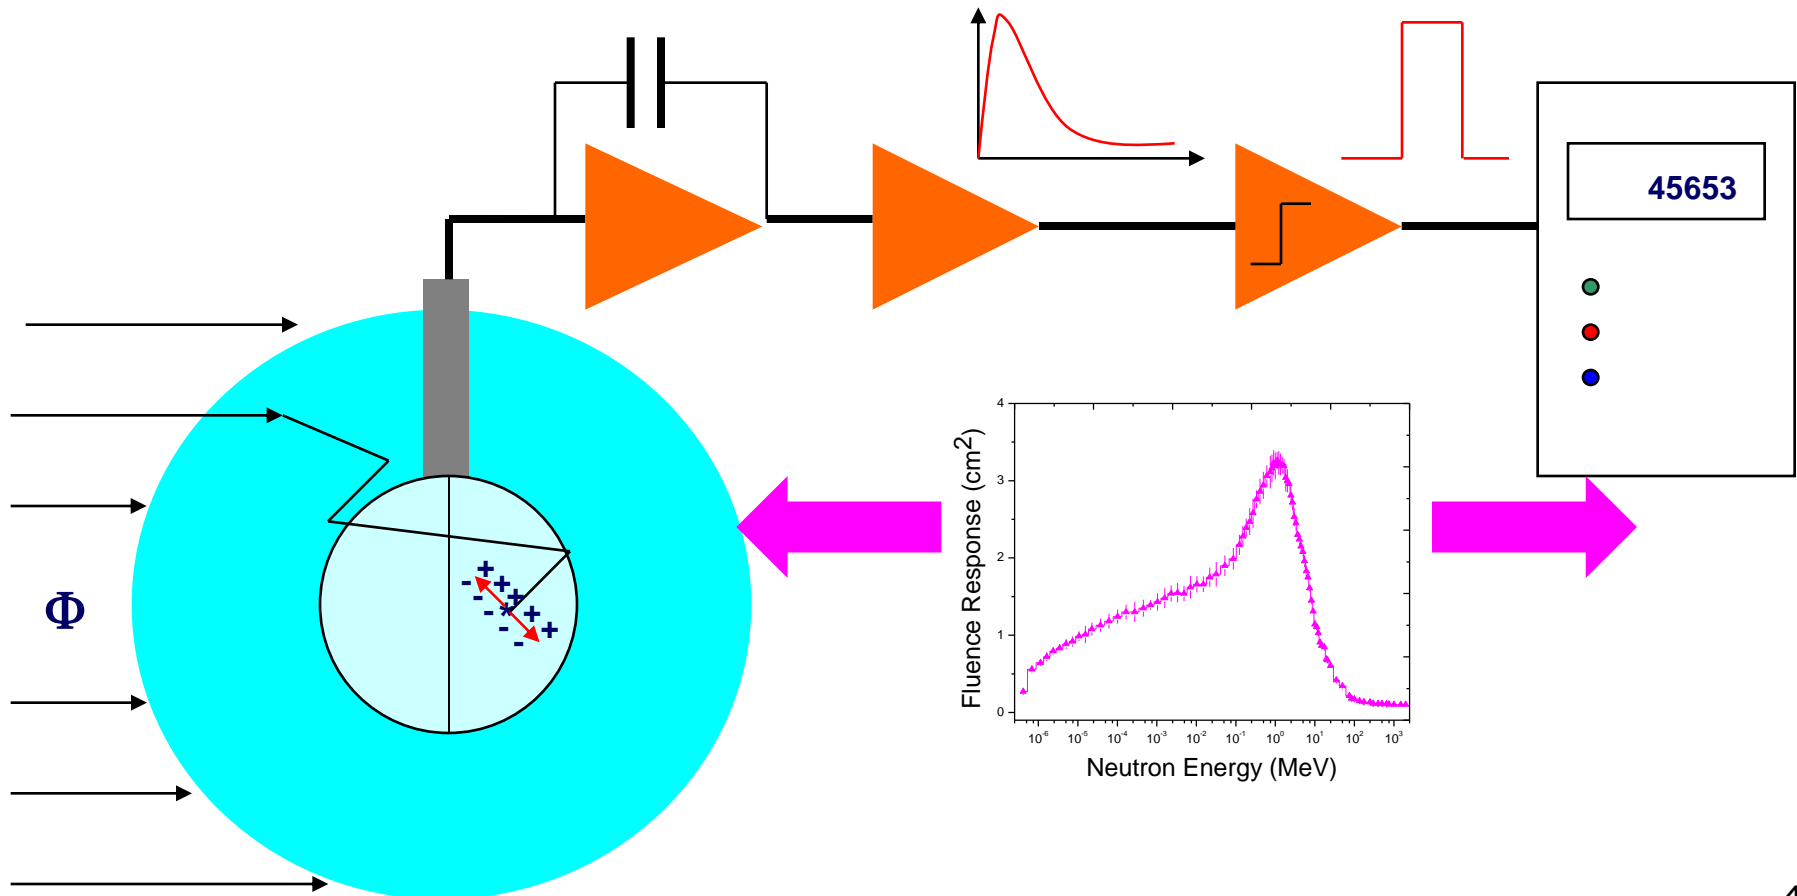 45653
Φ
+
- +
- +
- * +
- +
-
Fluence Response (cm²)
4
3
2
1
0
10⁻⁶ 10⁻⁵ 10⁻⁴ 10⁻³ 10⁻² 10⁻¹ 10⁰ 10¹ 10² 10³
Neutron Energy (MeV)